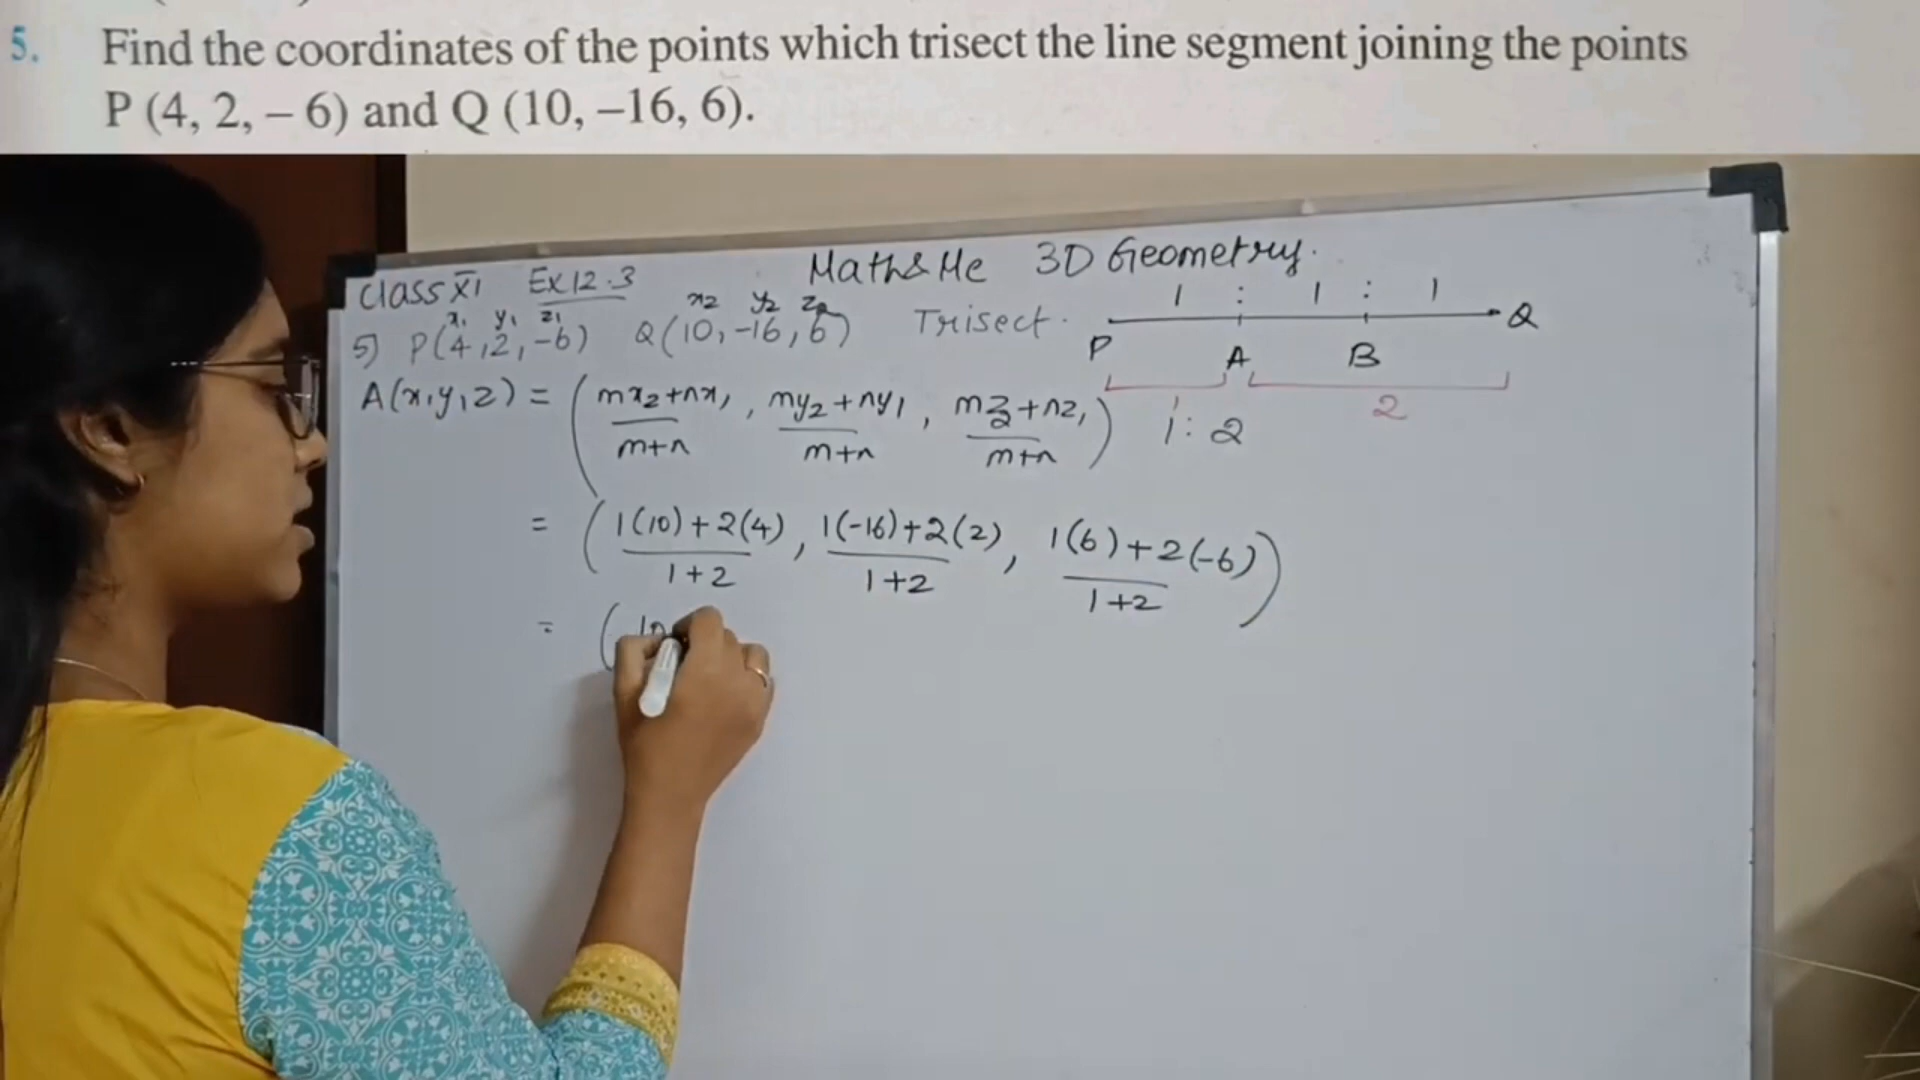 5. Find the coordinates of the points which trisect the line segment joining the points
P (4, 2, – 6) and Q (10, –16, 6).
Math&Me 3D Geometry.
Class XI Ex 12.3
x₁ y₁ z₁ x₂ y₂ z₂
5) P(4,2,-6) Q(10,-16,6) Trisect.
1 : 1 : 1
P A B Q
1 2
1:2
A(x,y,z) = (mx₂+nx₁/m+n, my₂+ny₁/m+n, mz₂+nz₁/m+n)
= (1(10)+2(4)/1+2, 1(-16)+2(2)/1+2, 1(6)+2(-6)/1+2)
= (10